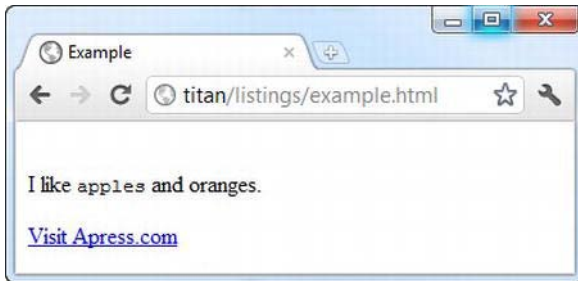 Example
titan/listings/example.html
I like apples and oranges.
Visit Apress.com